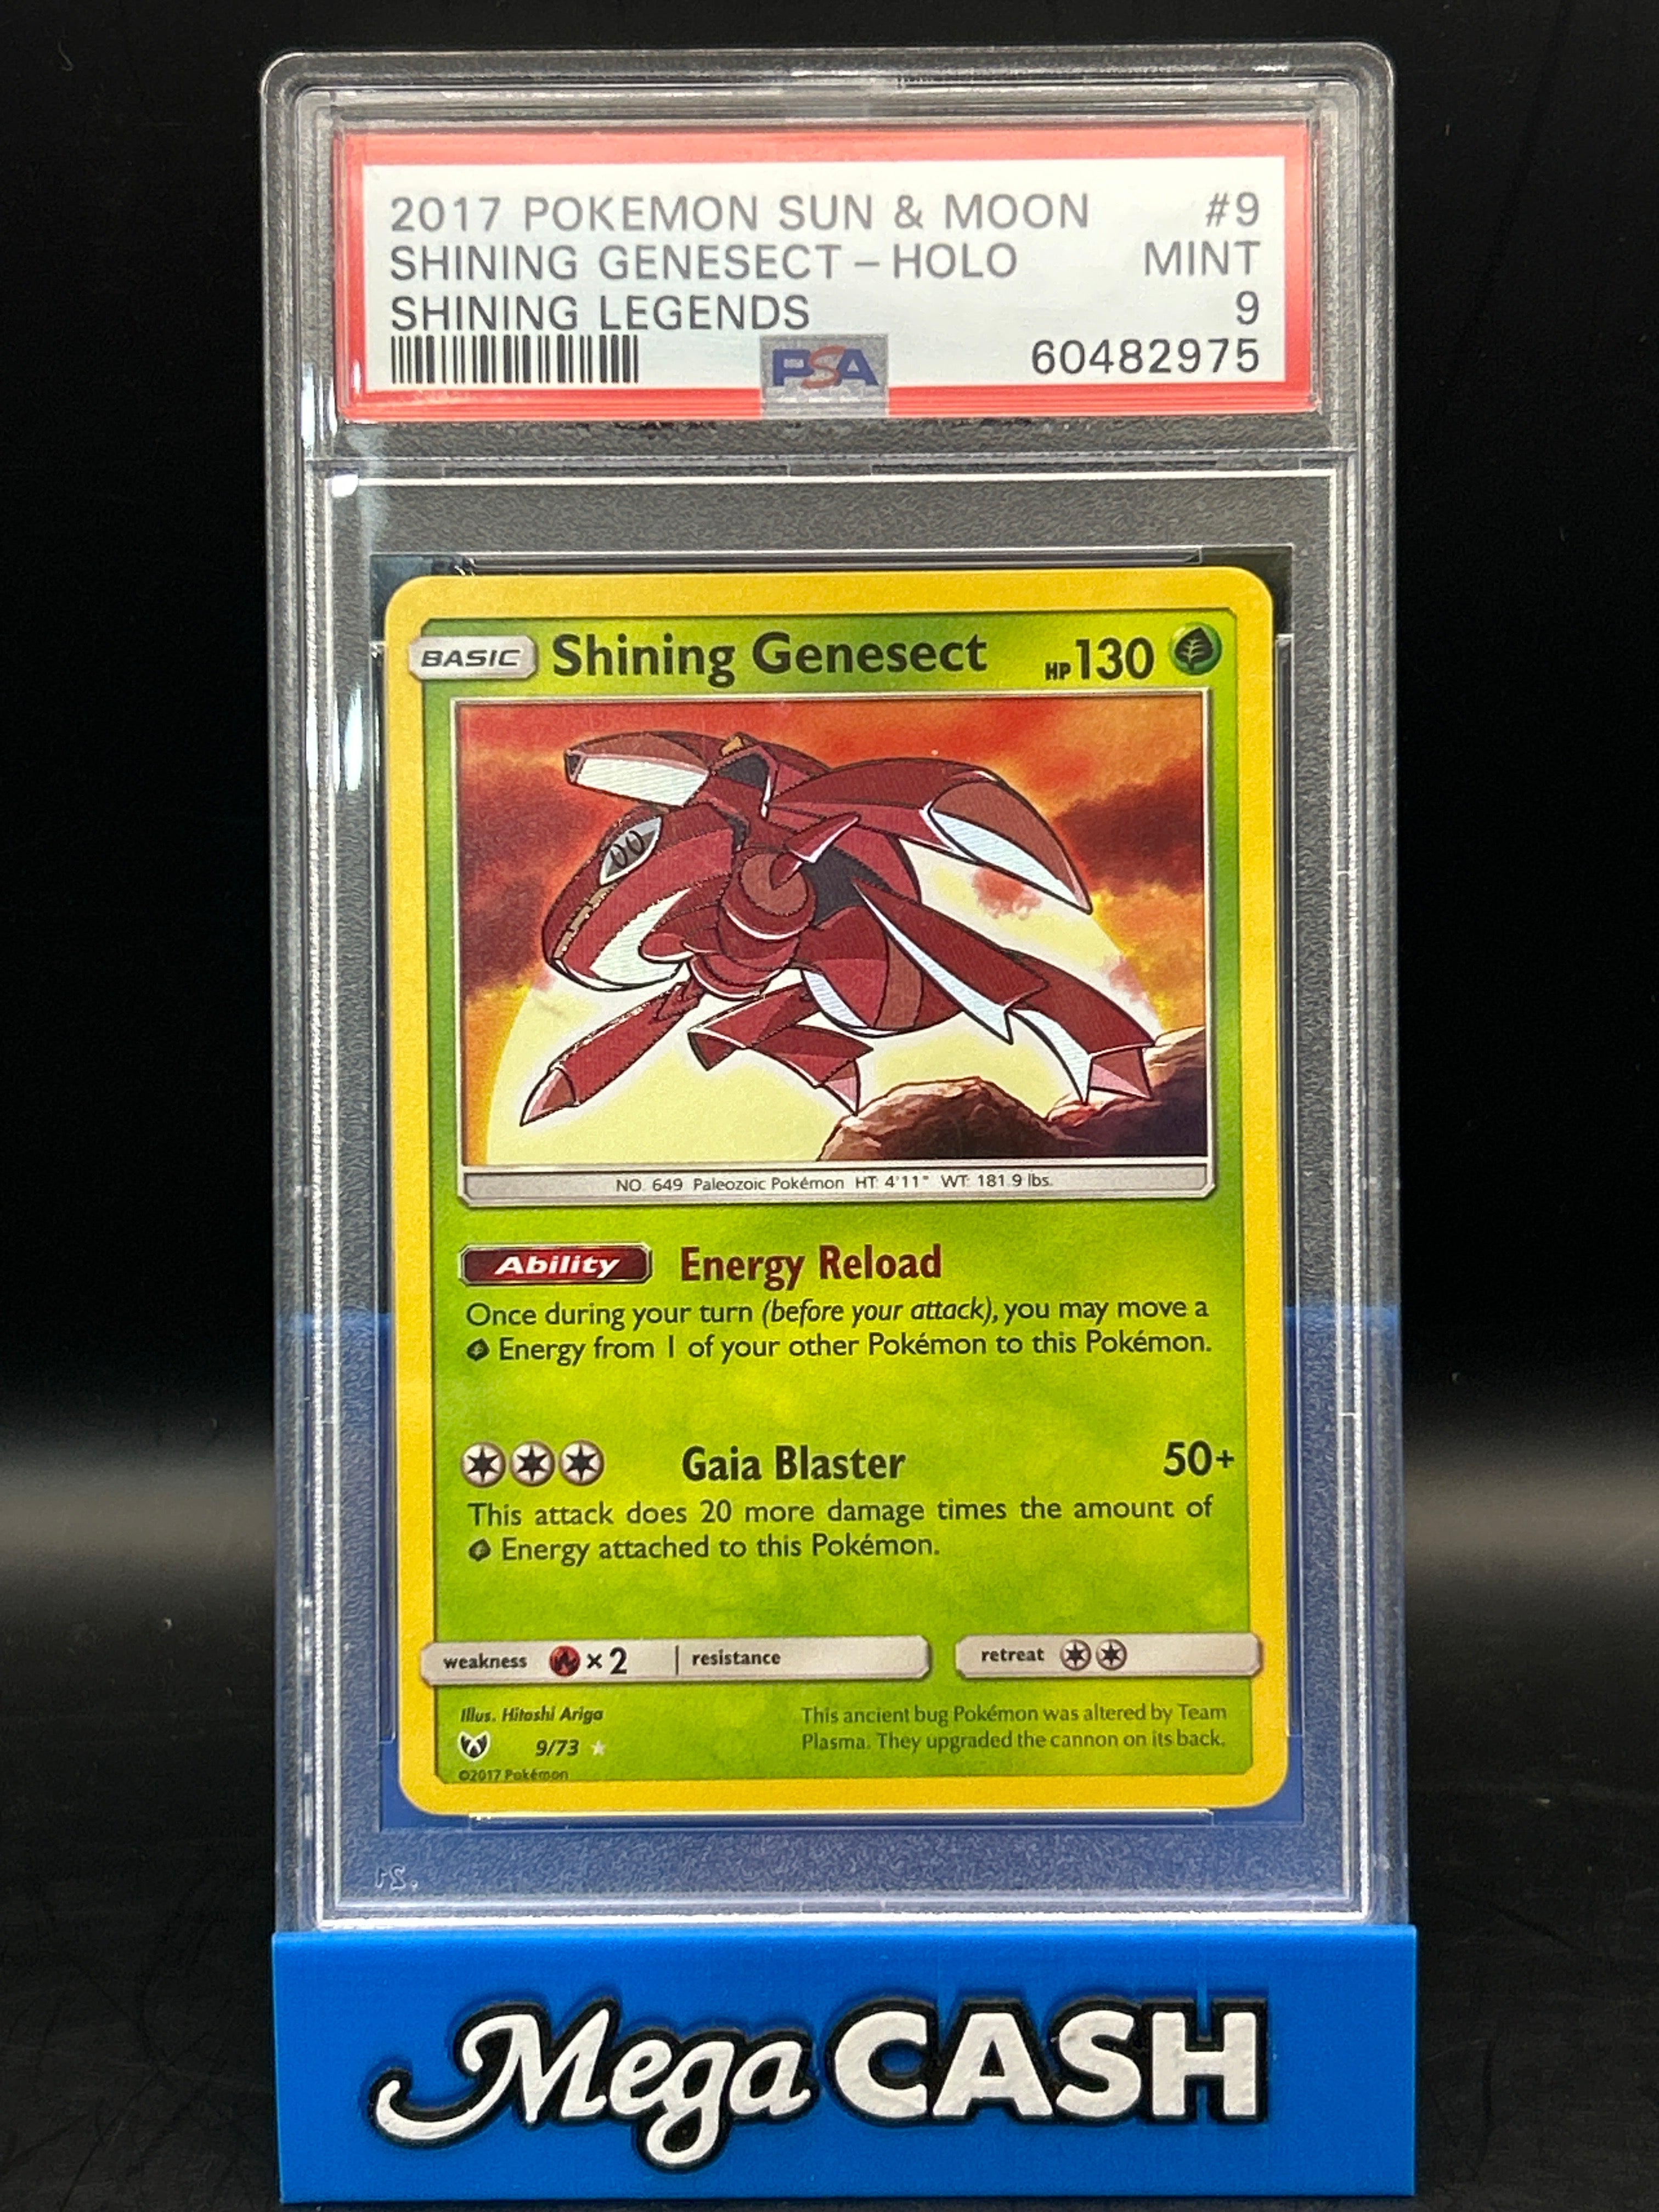 2017 POKEMON SUN & MOON #9
SHINING GENESECT – HOLO MINT
SHINING LEGENDS 9
PSA 60482975
BASIC Shining Genesect HP 130
NO. 649 Paleozoic Pokémon HT: 4'11" WT: 181.9 lbs.
Ability Energy Reload
Once during your turn (before your attack), you may move a
Energy from 1 of your other Pokémon to this Pokémon.
Gaia Blaster 50+
This attack does 20 more damage times the amount of
Energy attached to this Pokémon.
weakness × 2 resistance retreat
Illus. Hitoshi Ariga
9/73
©2017 Pokémon
This ancient bug Pokémon was altered by Team
Plasma. They upgraded the cannon on its back.
Mega CASH